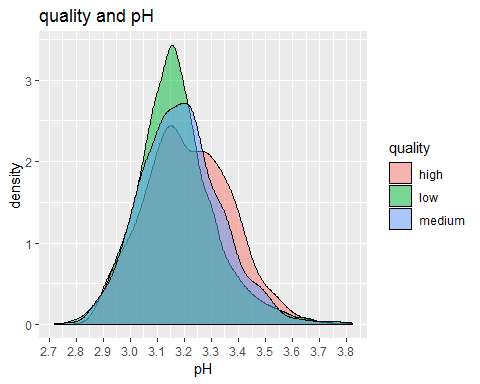 quality and pH
3
2
1
0
density
2.7 2.8 2.9 3.0 3.1 3.2 3.3 3.4 3.5 3.6 3.7 3.8
pH
quality
high
low
medium